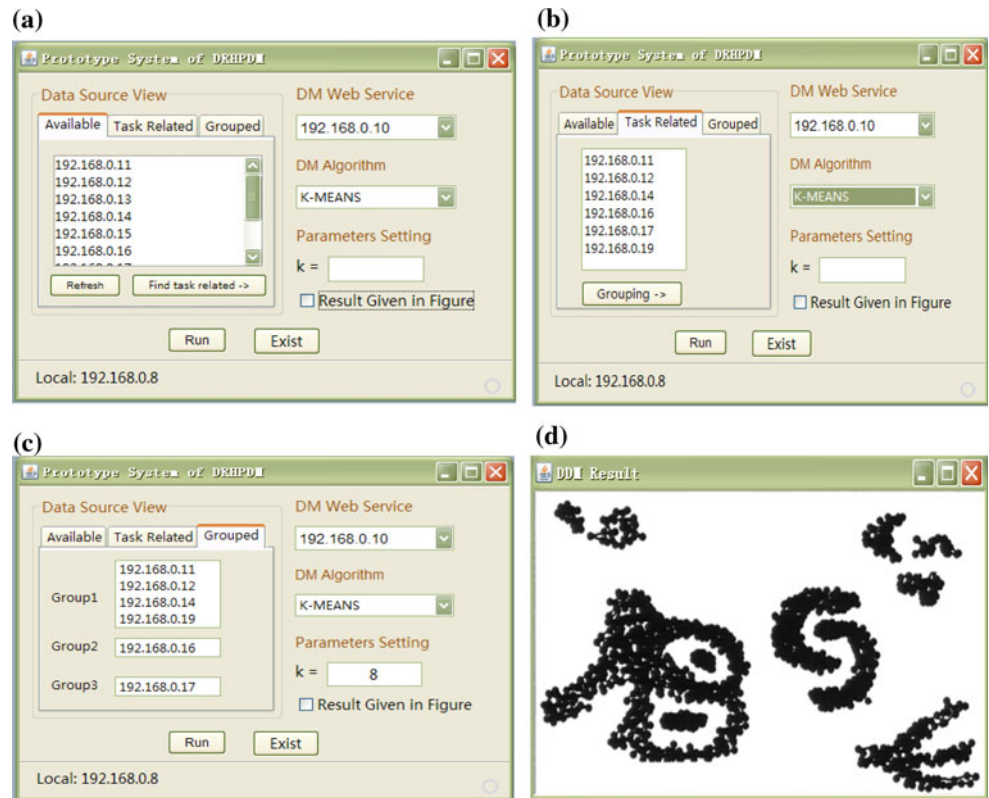 (a)
Prototype System of DRHPDM
Data Source View
Available Task Related Grouped
192.168.0.11
192.168.0.12
192.168.0.13
192.168.0.14
192.168.0.15
192.168.0.16
192.168.0.17
Refresh Find task related ->
DM Web Service
192.168.0.10
DM Algorithm
K-MEANS
Parameters Setting
k =
Result Given in Figure
Run Exist
Local: 192.168.0.8
(b)
Prototype System of DRHPDM
Data Source View
Available Task Related Grouped
192.168.0.11
192.168.0.12
192.168.0.14
192.168.0.16
192.168.0.17
192.168.0.19
Grouping ->
DM Web Service
192.168.0.10
DM Algorithm
K-MEANS
Parameters Setting
k =
Result Given in Figure
Run Exist
Local: 192.168.0.8
(c)
Prototype System of DRHPDM
Data Source View
Available Task Related Grouped
Group1
192.168.0.11
192.168.0.12
192.168.0.14
192.168.0.19
Group2 192.168.0.16
Group3 192.168.0.17
DM Web Service
192.168.0.10
DM Algorithm
K-MEANS
Parameters Setting
k = 8
Result Given in Figure
Run Exist
Local: 192.168.0.8
(d)
DDM Result